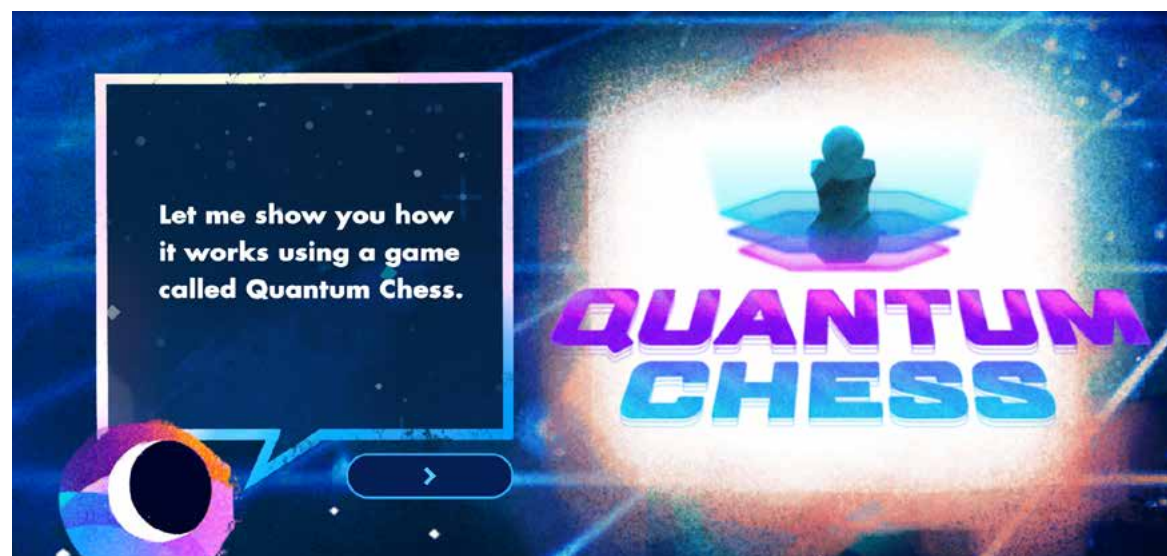 Let me show you how
it works using a game
called Quantum Chess.
QUANTUM
CHESS